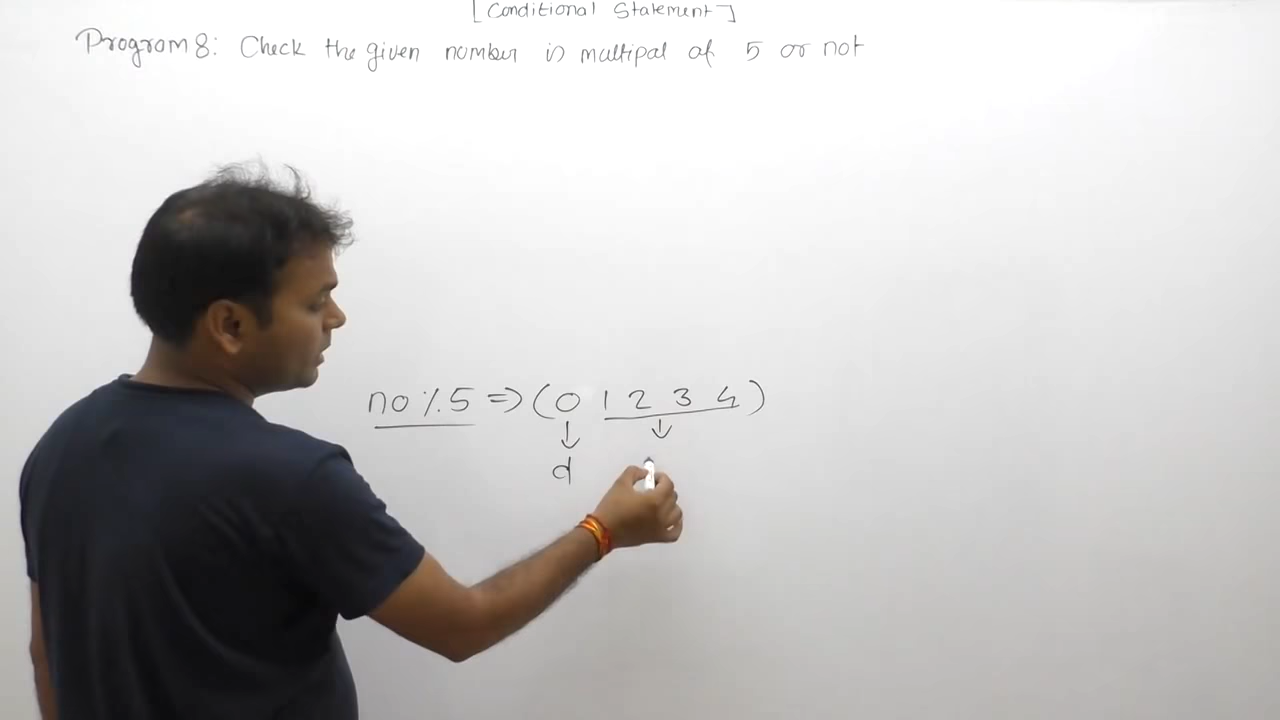 [Conditional Statement]
Program 8: Check the given number is multipal of 5 or not
no % 5 => (0 1 2 3 4)
↓ ↓
d